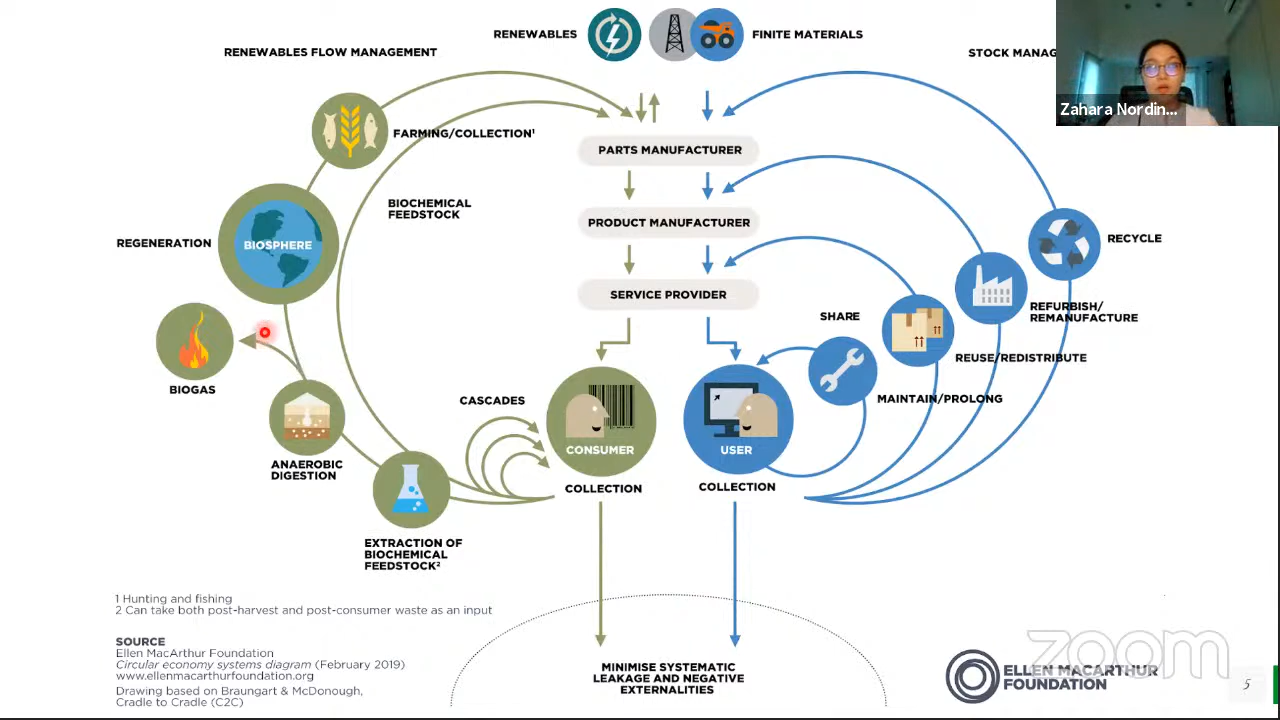 RENEWABLES
FINITE MATERIALS
RENEWABLES FLOW MANAGEMENT
STOCK
Zahara Nordin...
FARMING/COLLECTION¹
PARTS MANUFACTURER
BIOCHEMICAL
FEEDSTOCK
PRODUCT MANUFACTURER
REGENERATION
BIOSPHERE
RECYCLE
SERVICE PROVIDER
REFURBISH/
REMANUFACTURE
SHARE
REUSE/REDISTRIBUTE
BIOGAS
MAINTAIN/PROLONG
CASCADES
CONSUMER
USER
ANAEROBIC
DIGESTION
COLLECTION
COLLECTION
EXTRACTION OF
BIOCHEMICAL
FEEDSTOCK²
1 Hunting and fishing
2 Can take both post-harvest and post-consumer waste as an input
SOURCE
Ellen MacArthur Foundation
Circular economy systems diagram (February 2019)
www.ellenmacarthurfoundation.org
Drawing based on Braungart & McDonough,
Cradle to Cradle (C2C)
MINIMISE SYSTEMATIC
LEAKAGE AND NEGATIVE
EXTERNALITIES
zoom
ELLEN MACARTHUR
FOUNDATION
5